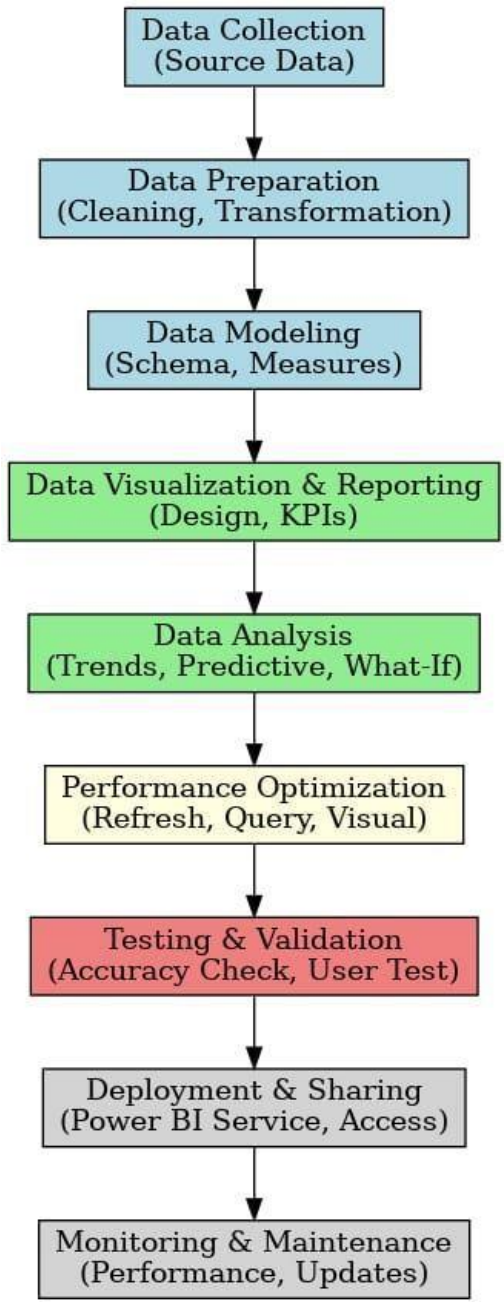 Data Collection
(Source Data)
Data Preparation
(Cleaning, Transformation)
Data Modeling
(Schema, Measures)
Data Visualization & Reporting
(Design, KPIs)
Data Analysis
(Trends, Predictive, What-If)
Performance Optimization
(Refresh, Query, Visual)
Testing & Validation
(Accuracy Check, User Test)
Deployment & Sharing
(Power BI Service, Access)
Monitoring & Maintenance
(Performance, Updates)